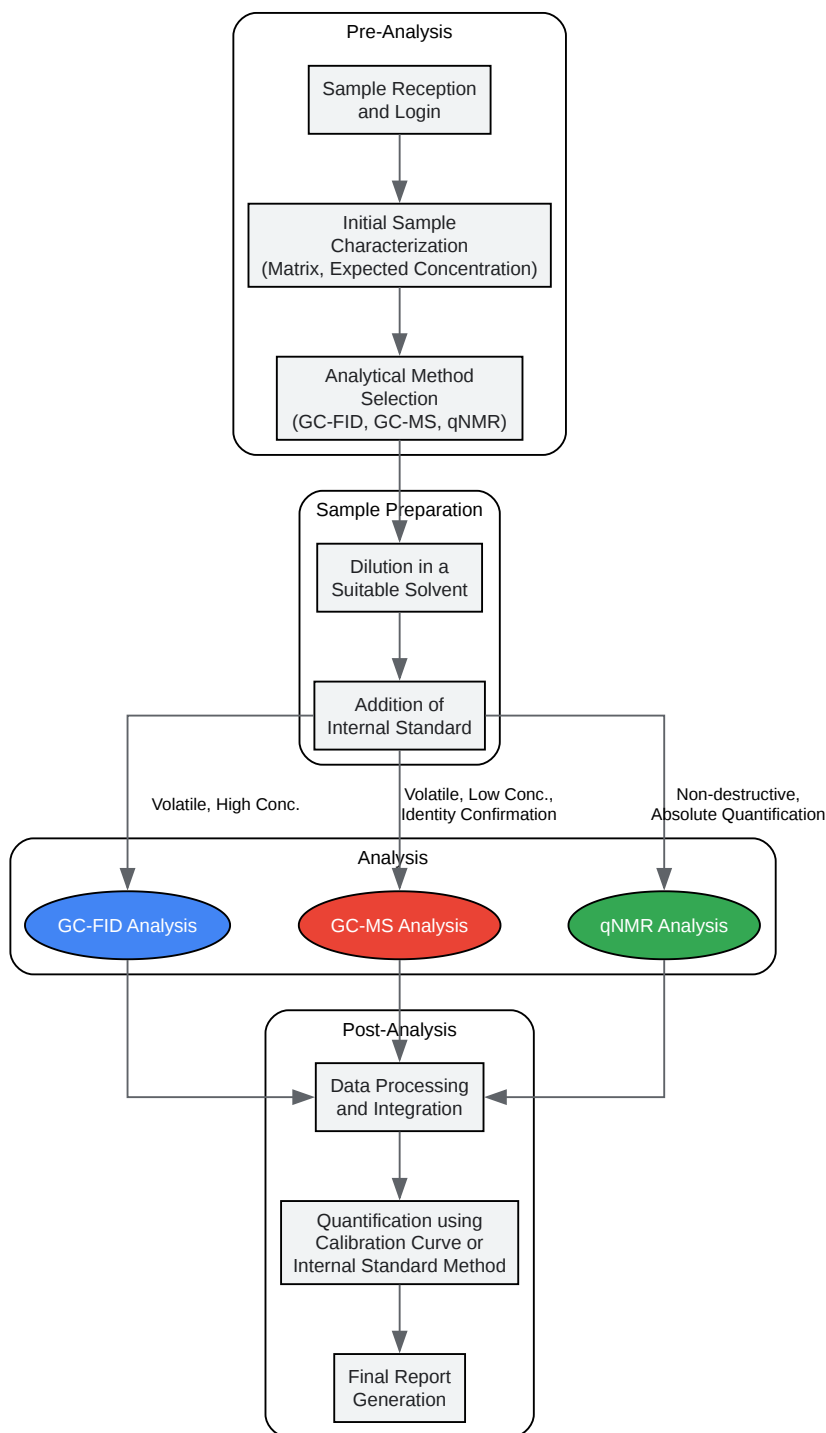 Pre-Analysis
Sample Reception
and Login
Initial Sample
Characterization
(Matrix, Expected Concentration)
Analytical Method
Selection
(GC-FID, GC-MS, qNMR)
Sample Preparation
Dilution in a
Suitable Solvent
Addition of
Internal Standard
Volatile, High Conc.
Volatile, Low Conc.,
Identity Confirmation
Non-destructive,
Absolute Quantification
Analysis
GC-FID Analysis
GC-MS Analysis
qNMR Analysis
Post-Analysis
Data Processing
and Integration
Quantification using
Calibration Curve or
Internal Standard Method
Final Report
Generation